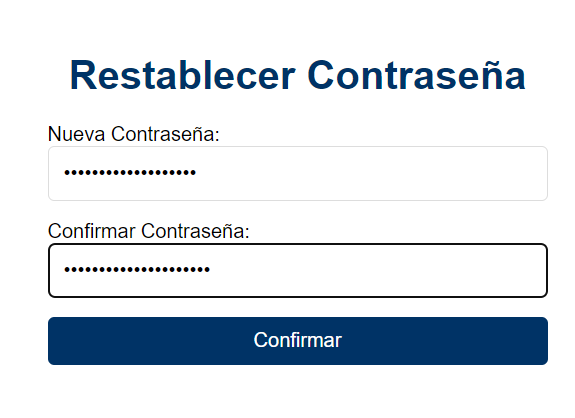 Restablecer Contraseña
Nueva Contraseña:
•••••••••••••••••••
Confirmar Contraseña:
•••••••••••••••••••••
Confirmar